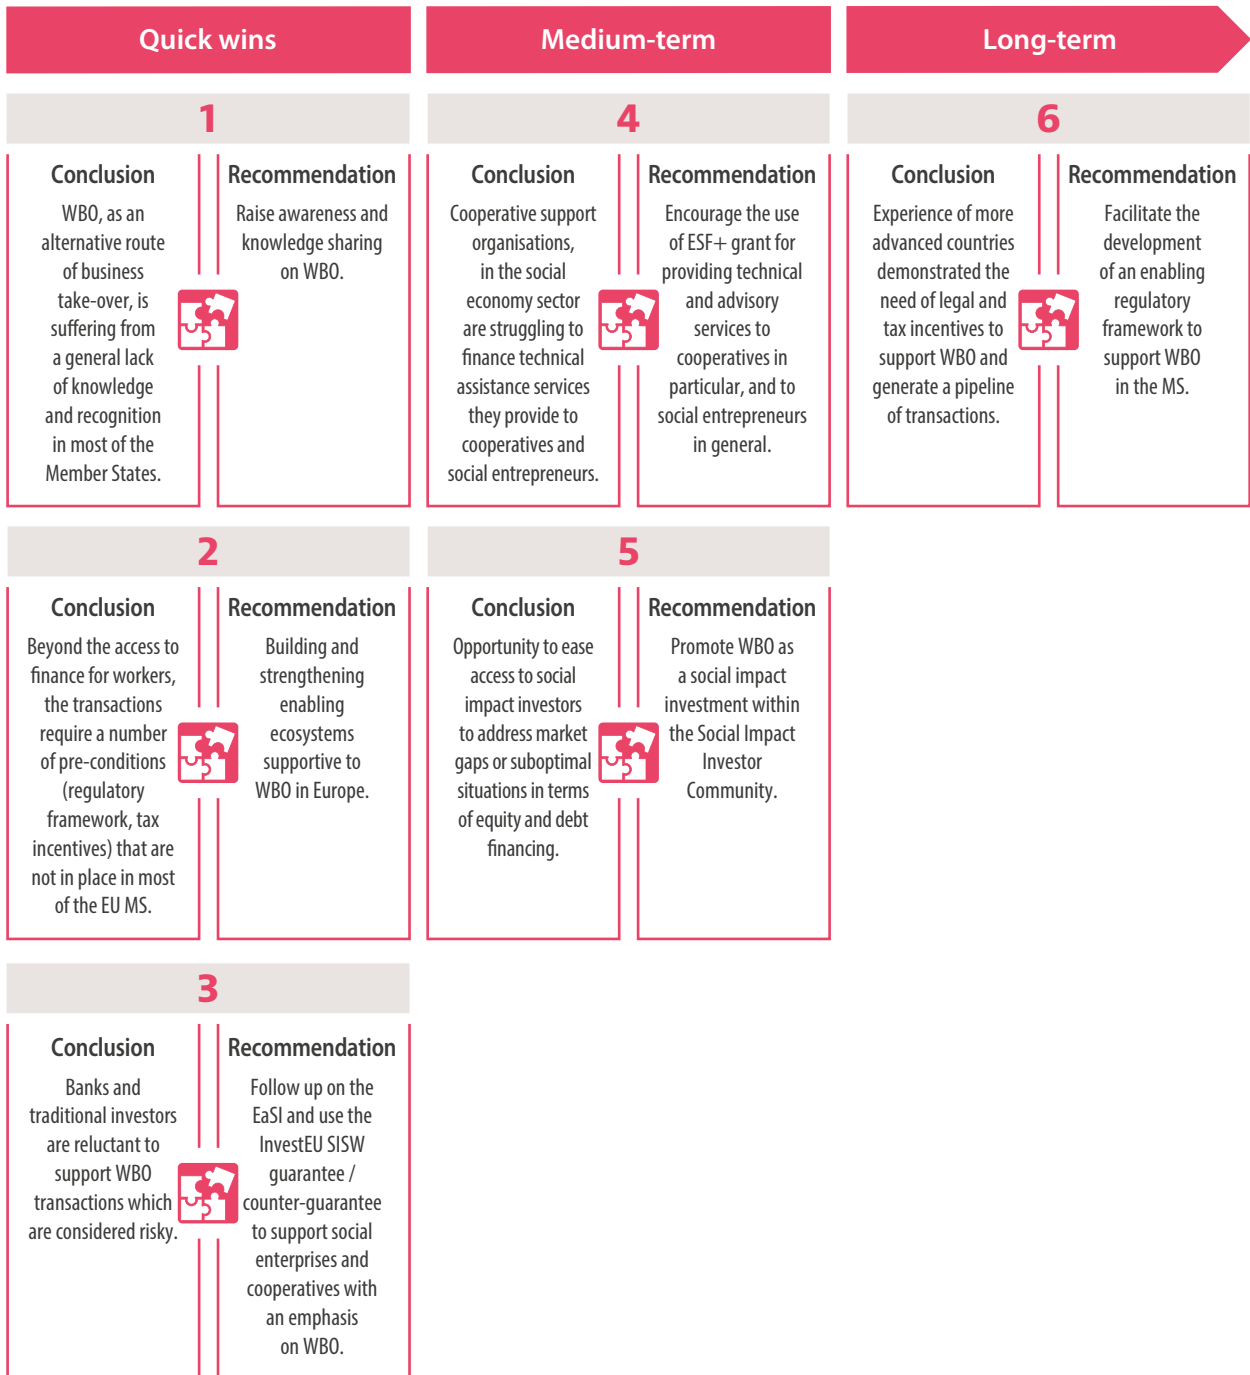 Quick wins
Medium-term
Long-term
1
Conclusion
WBO, as an
alternative route
of business
take-over, is
suffering from
a general lack
of knowledge
and recognition
in most of the
Member States.
Recommendation
Raise awareness and
knowledge sharing
on WBO.
4
Conclusion
Cooperative support
organisations,
in the social
economy sector
are struggling to
finance technical
assistance services
they provide to
cooperatives and
social entrepreneurs.
Recommendation
Encourage the use
of ESF+ grant for
providing technical
and advisory
services to
cooperatives in
particular, and to
social entrepreneurs
in general.
6
Conclusion
Experience of more
advanced countries
demonstrated the
need of legal and
tax incentives to
support WBO and
generate a pipeline
of transactions.
Recommendation
Facilitate the
development
of an enabling
regulatory
framework to
support WBO
in the MS.
2
Conclusion
Beyond the access to
finance for workers,
the transactions
require a number
of pre-conditions
(regulatory
framework, tax
incentives) that are
not in place in most
of the EU MS.
Recommendation
Building and
strengthening
enabling
ecosystems
supportive to
WBO in Europe.
5
Conclusion
Opportunity to ease
access to social
impact investors
to address market
gaps or suboptimal
situations in terms
of equity and debt
financing.
Recommendation
Promote WBO as
a social impact
investment within
the Social Impact
Investor
Community.
3
Conclusion
Banks and
traditional investors
are reluctant to
support WBO
transactions which
are considered risky.
Recommendation
Follow up on the
EaSI and use the
InvestEU SISW
guarantee /
counter-guarantee
to support social
enterprises and
cooperatives with
an emphasis
on WBO.